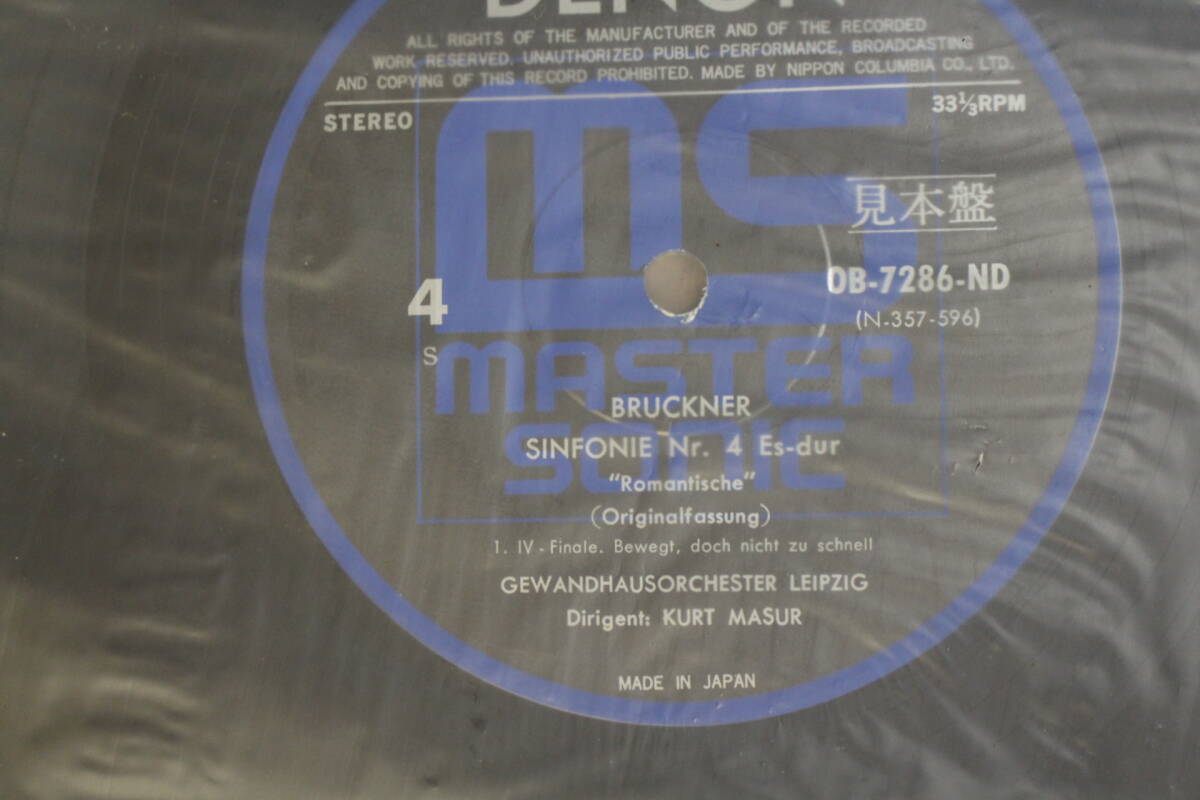 DENON
ALL RIGHTS OF THE MANUFACTURER AND OF THE RECORDED
WORK RESERVED. UNAUTHORIZED PUBLIC PERFORMANCE, BROADCASTING
AND COPYING OF THIS RECORD PROHIBITED. MADE BY NIPPON COLUMBIA CO., LTD.
STEREO
33⅓RPM
ms
見本盤
4
OB-7286-ND
(N-357-596)
S
MASTER
SONIC
BRUCKNER
SINFONIE Nr. 4 Es-dur
"Romantische"
(Originalfassung)
1. IV - Finale. Bewegt, doch nicht zu schnell
GEWANDHAUSORCHESTER LEIPZIG
Dirigent: KURT MASUR
MADE IN JAPAN